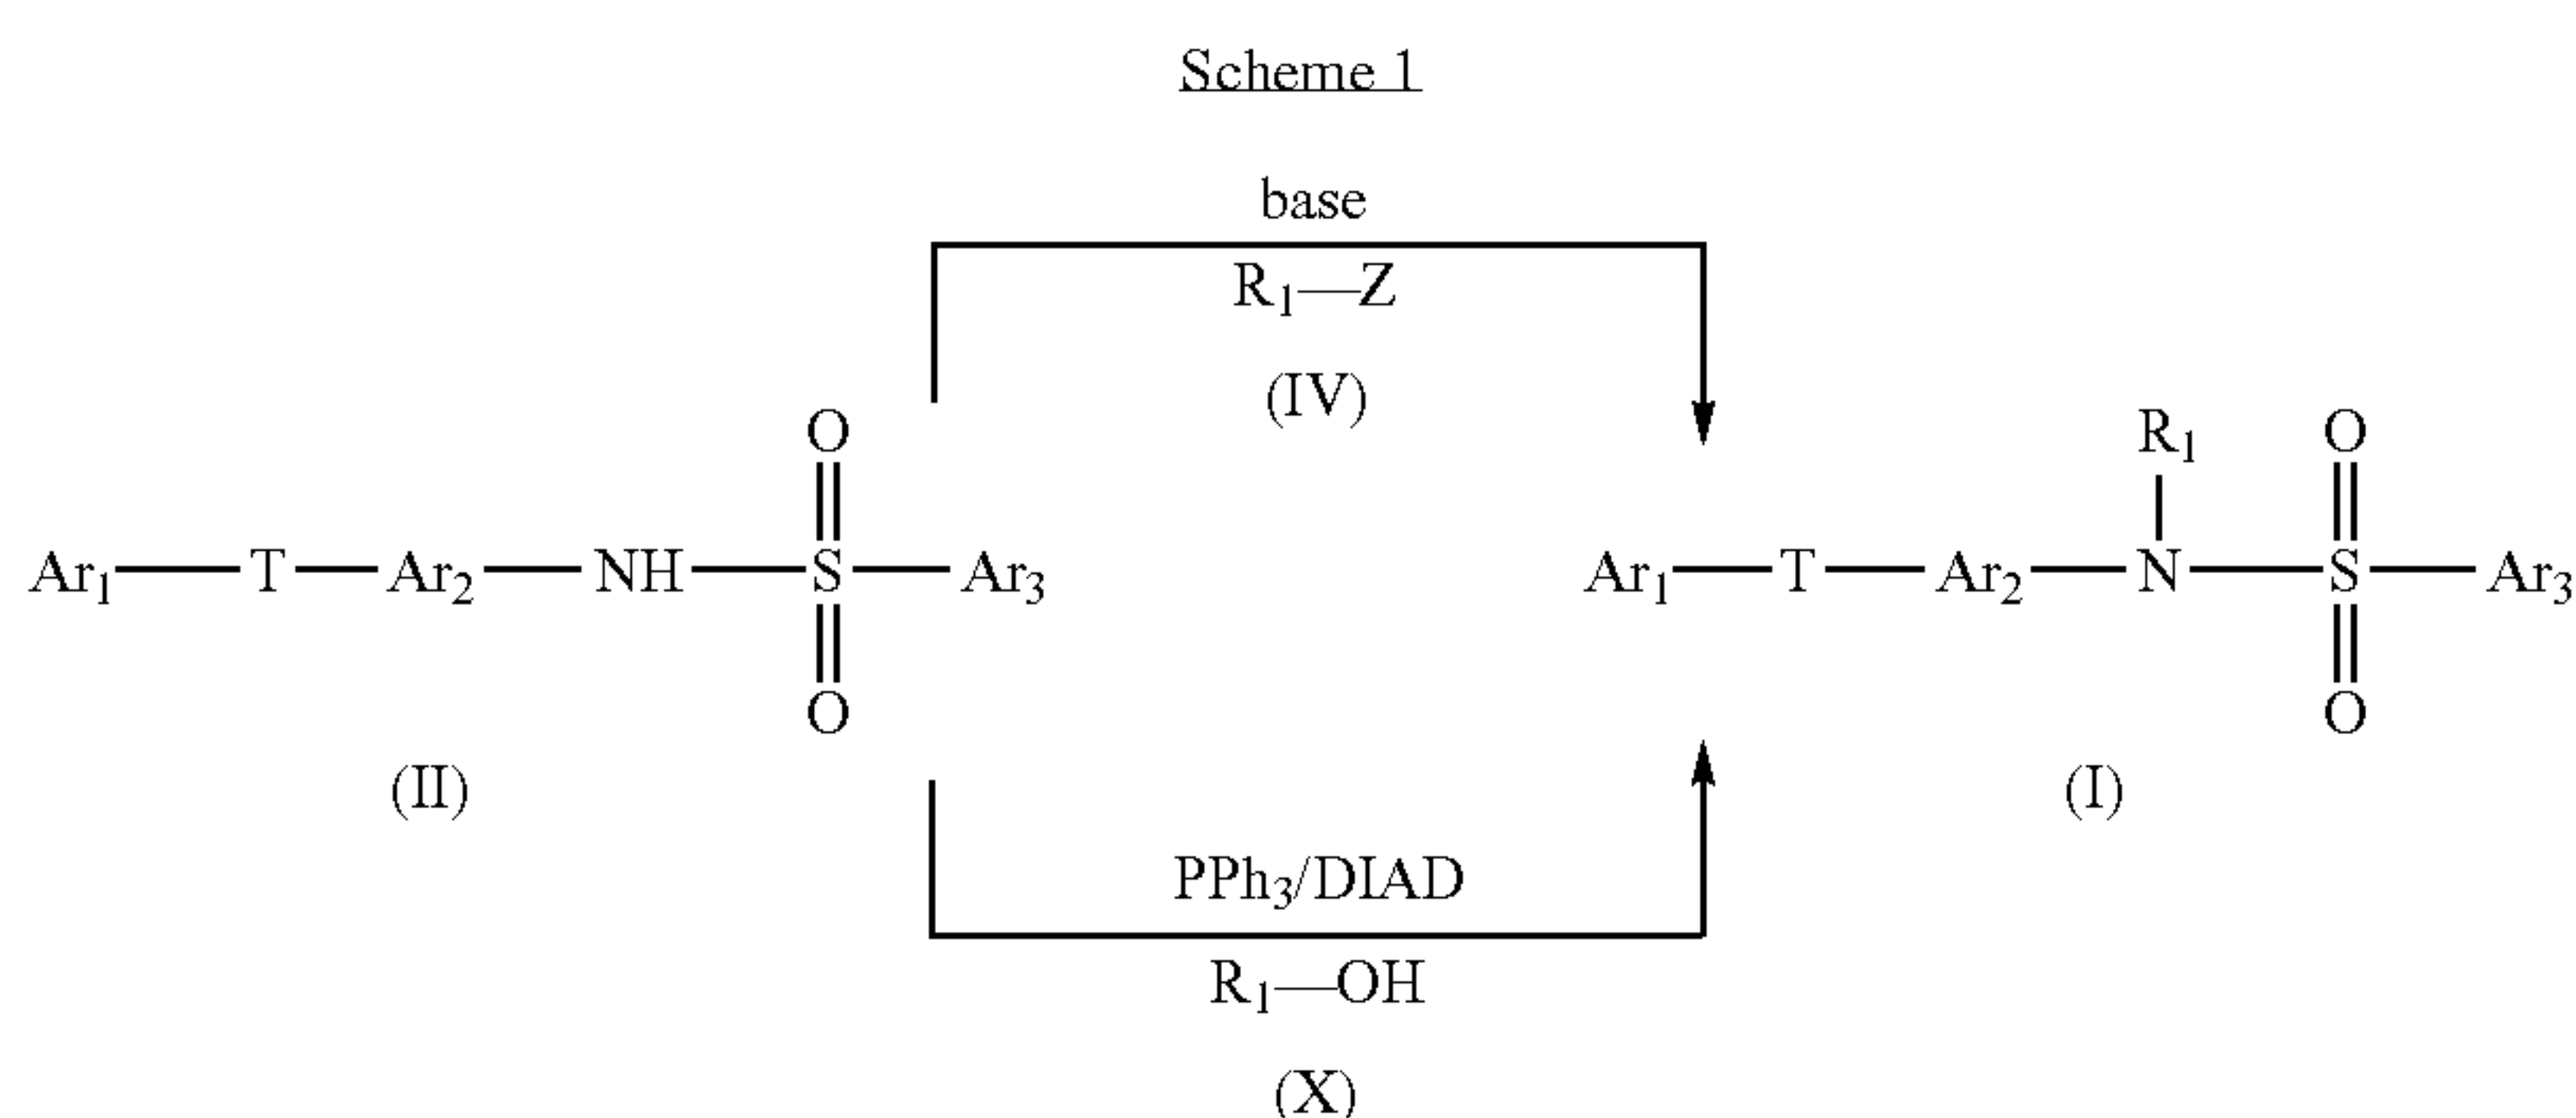 Scheme 1
base
R1—Z
(IV)
Ar1—T—Ar2—NH—S—Ar3
O
O
(II)
R1
O
Ar1—T—Ar2—N—S—Ar3
O
(I)
PPh3/DIAD
R1—OH
(X)